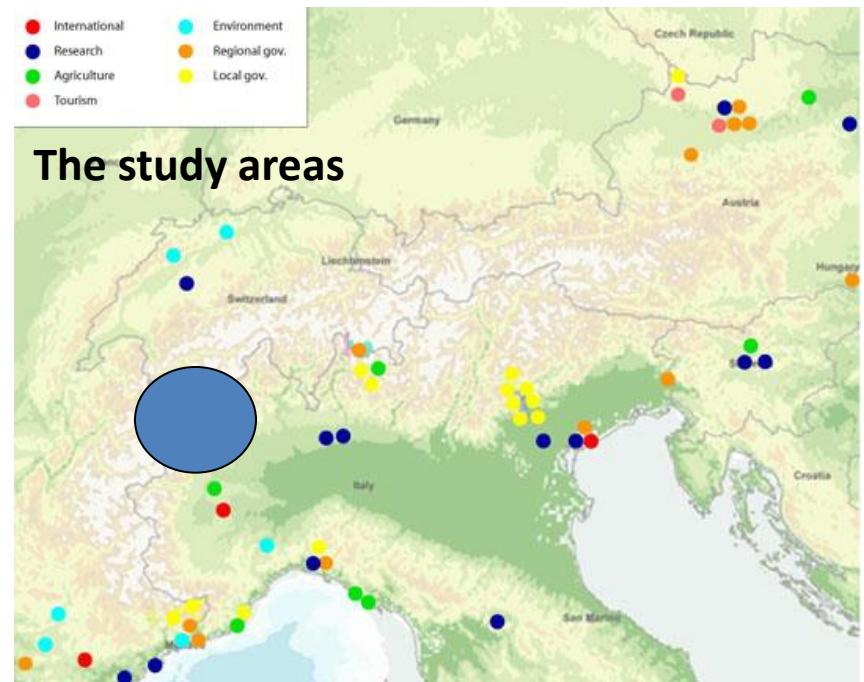 International
Research
Agriculture
Tourism
Environment
Regional gov.
Local gov.
The study areas
Czech Republic
Germany
Austria
Liechtenstein
Hungary
Switzerland
Italy
Croatia
San Marino